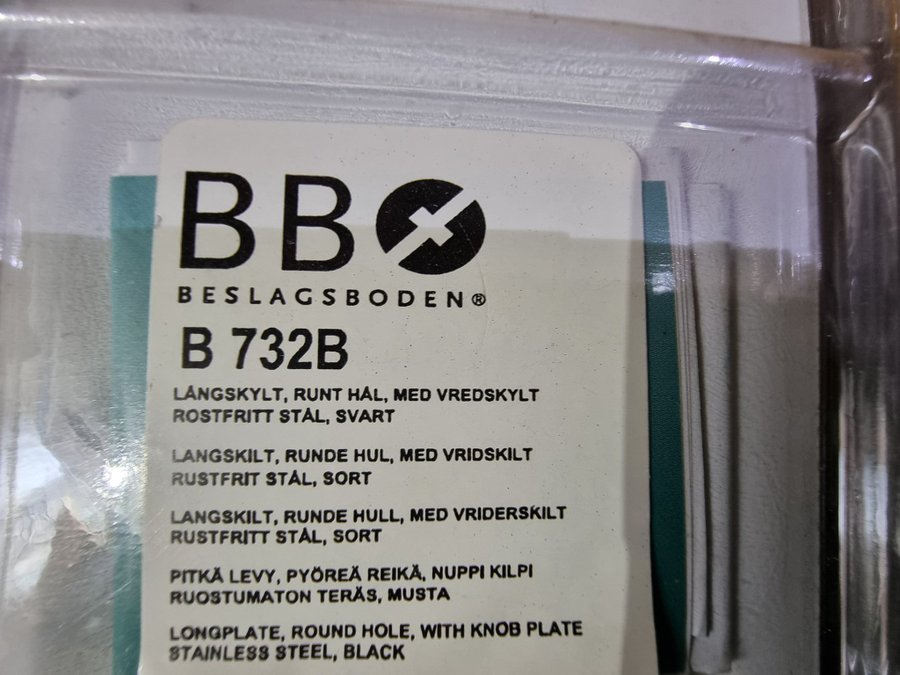 BB
BESLAGSBODEN®
B 732B
LÅNGSKYLT, RUNT HÅL, MED VREDSKYLT
ROSTFRITT STÅL, SVART
LANGSKILT, RUNDE HUL, MED VRIDSKILT
RUSTFRIT STÅL, SORT
LANGSKILT, RUNDE HULL, MED VRIDERSKILT
RUSTFRITT STÅL, SORT
PITKÄ LEVY, PYÖREÄ REIKÄ, NUPPI KILPI
RUOSTUMATON TERÄS, MUSTA
LONGPLATE, ROUND HOLE, WITH KNOB PLATE
STAINLESS STEEL, BLACK